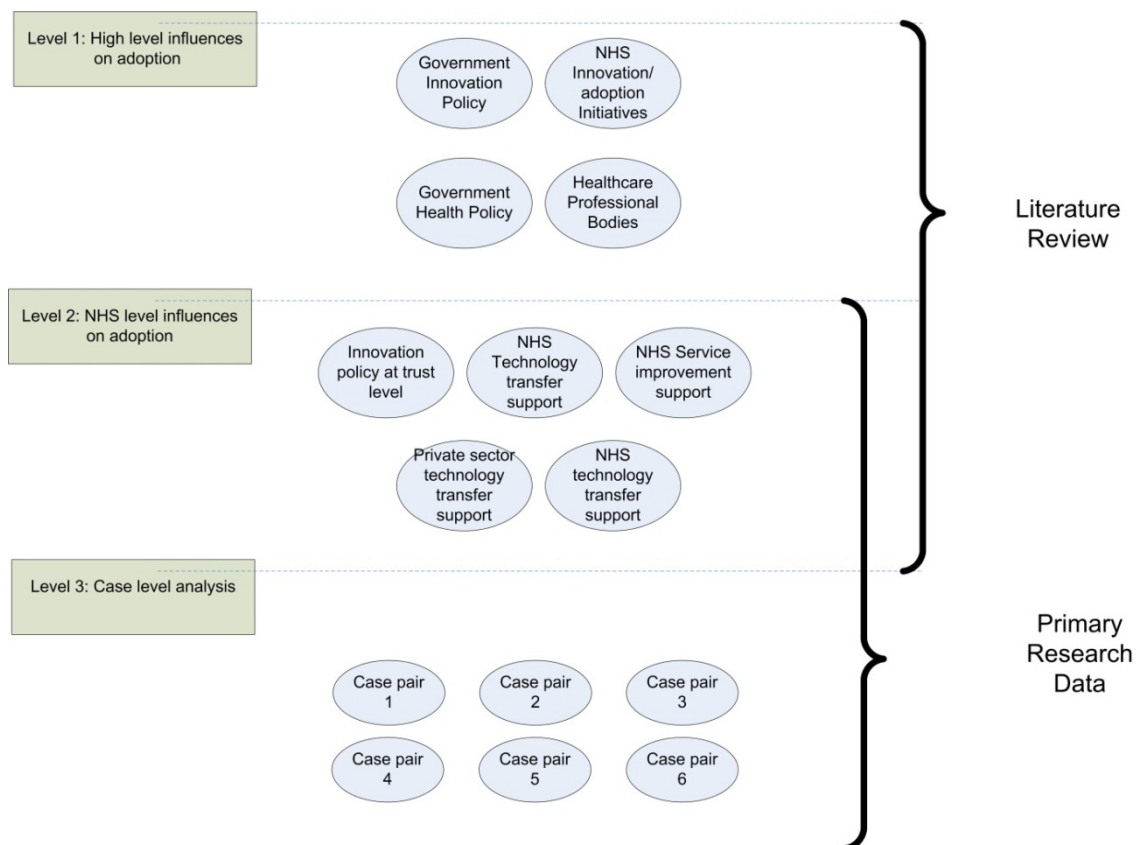 Level 1: High level influences
on adoption
Government
Innovation
Policy
NHS
Innovation/
adoption
Initiatives
Government
Health Policy
Healthcare
Professional
Bodies
Literature
Review
Level 2: NHS level influences
on adoption
Innovation
policy at trust
level
NHS
Technology
transfer
support
NHS Service
improvement
support
Private sector
technology
transfer
support
NHS
technology
transfer
support
Level 3: Case level analysis
Primary
Research
Data
Case pair
1
Case pair
2
Case pair
3
Case pair
4
Case pair
5
Case pair
6